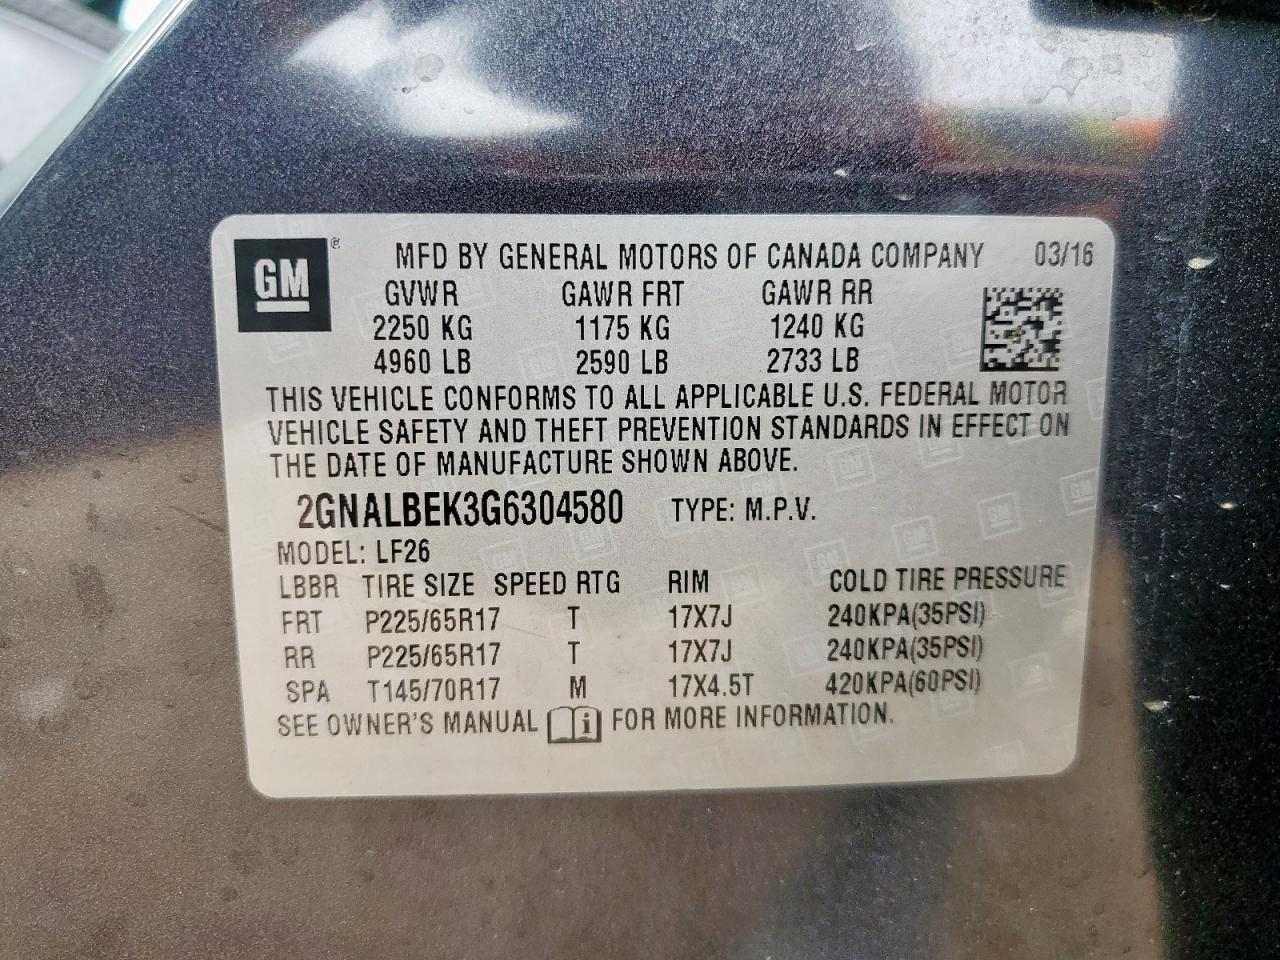 GM ® MFD BY GENERAL MOTORS OF CANADA COMPANY 03/16
GVWR GAWR FRT GAWR RR
2250 KG 1175 KG 1240 KG
4960 LB 2590 LB 2733 LB
THIS VEHICLE CONFORMS TO ALL APPLICABLE U.S. FEDERAL MOTOR
VEHICLE SAFETY AND THEFT PREVENTION STANDARDS IN EFFECT ON
THE DATE OF MANUFACTURE SHOWN ABOVE.
2GNALBEK3G6304580 TYPE: M.P.V.
MODEL: LF26
LBBR TIRE SIZE SPEED RTG RIM COLD TIRE PRESSURE
FRT P225/65R17 T 17X7J 240KPA(35PSI)
RR P225/65R17 T 17X7J 240KPA(35PSI)
SPA T145/70R17 M 17X4.5T 420KPA(60PSI)
SEE OWNER'S MANUAL i FOR MORE INFORMATION.